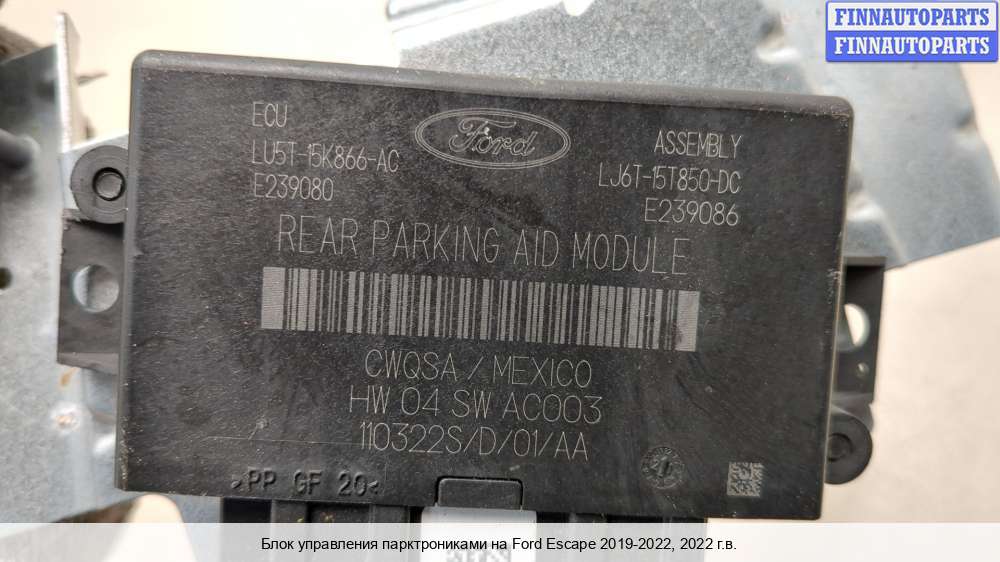 FINNAUTOPARTS
FINNAUTOPARTS
ECU
LU5T-15K866-AC
E239080
Ford
ASSEMBLY
LJ6T-15T850-DC
E239086
REAR PARKING AID MODULE
CWQSA / MEXICO
HW 04 SW AC003
110322S/D/01/AA
>PP GF 20<
Блок управления парктрониками на Ford Escape 2019-2022, 2022 г.в.